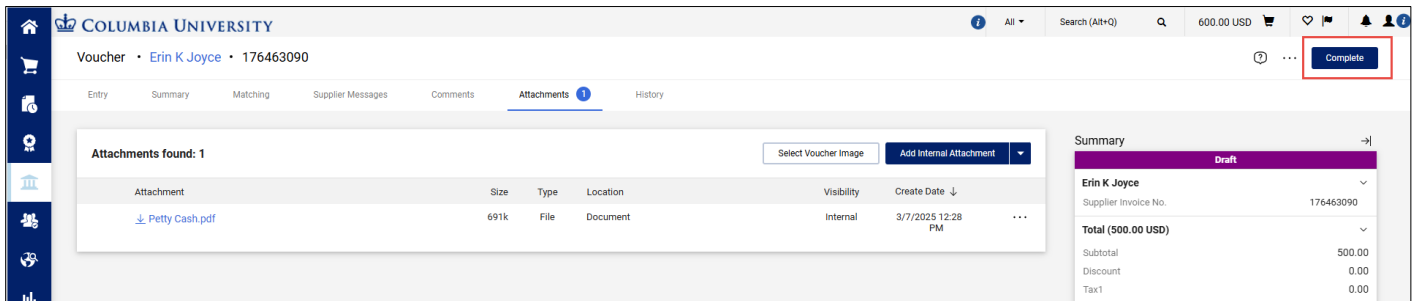 COLUMBIA UNIVERSITY
All
Search (Alt+Q)
600.00 USD
Voucher • Erin K Joyce • 176463090
Complete
Entry Summary Matching Supplier Messages Comments Attachments 1 History
Attachments found: 1
Select Voucher Image
Add Internal Attachment
Attachment Size Type Location Visibility Create Date
Petty Cash.pdf 691k File Document Internal 3/7/2025 12:28
PM
Summary
Draft
Erin K Joyce
Supplier Invoice No. 176463090
Total (500.00 USD)
Subtotal 500.00
Discount 0.00
Tax1 0.00